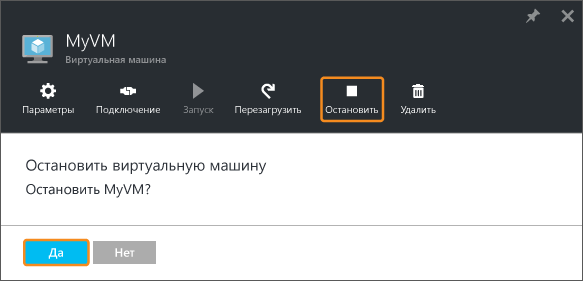 MyVM
Виртуальная машина
Параметры Подключение Запуск Перезагрузить Остановить Удалить
Остановить виртуальную машину
Остановить MyVM?
Да Нет